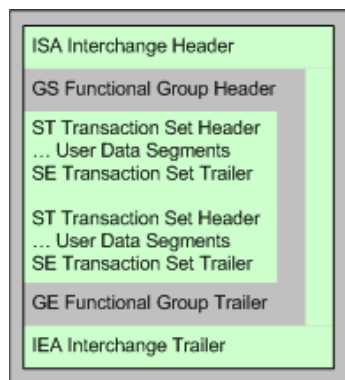 ISA Interchange Header
GS Functional Group Header
ST Transaction Set Header
... User Data Segments
SE Transaction Set Trailer
ST Transaction Set Header
... User Data Segments
SE Transaction Set Trailer
GE Functional Group Trailer
IEA Interchange Trailer